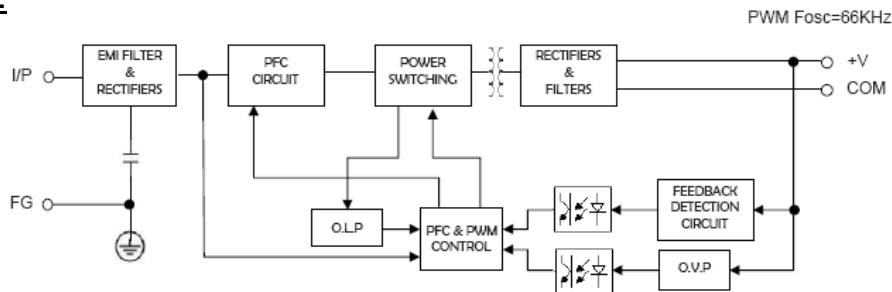 PWM Fosc=66KHz
I/P
EMI FILTER
&
RECTIFIERS
PFC
CIRCUIT
POWER
SWITCHING
RECTIFIERS
&
FILTERS
+V
COM
FG
O.L.P
PFC & PWM
CONTROL
FEEDBACK
DETECTION
CIRCUIT
O.V.P